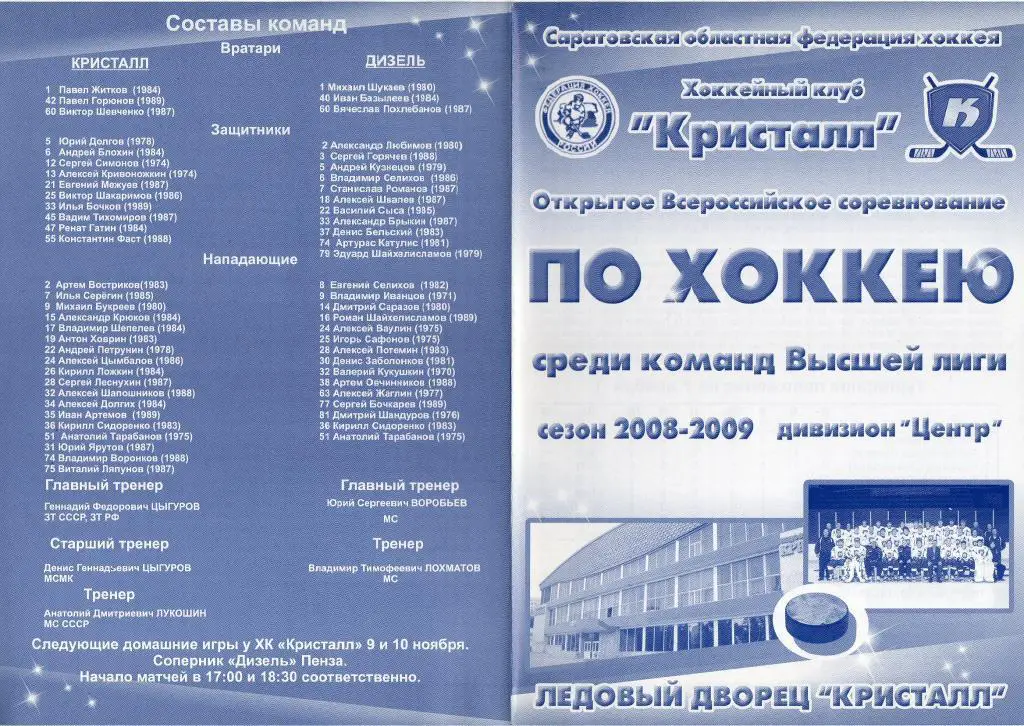 Составы команд
Вратари
КРИСТАЛЛ
1 Павел Житков (1984)
42 Павел Горюнов (1989)
60 Виктор Шевченко (1987)
ДИЗЕЛЬ
1 Михаил Шукаев (1980)
40 Иван Базылеев (1984)
60 Вячеслав Похлебанов (1987)
Защитники
5 Юрий Долгов (1978)
6 Андрей Блохин (1984)
12 Сергей Симонов (1974)
13 Алексей Кривоножкин (1974)
21 Евгений Межуев (1987)
25 Виктор Шакаримов (1986)
33 Илья Бочков (1989)
45 Вадим Тихомиров (1987)
47 Ренат Гатин (1984)
55 Константин Фаст (1988)
2 Александр Любимов (1980)
3 Сергей Горячев (1988)
5 Андрей Кузнецов (1979)
6 Владимир Селихов (1986)
7 Станислав Романов (1987)
18 Алексей Швалев (1987)
22 Василий Сыса (1985)
33 Александр Брыкин (1987)
37 Денис Бельский (1983)
74 Артурас Катулис (1981)
79 Эдуард Шайхелисламов (1979)
Нападающие
2 Артем Востриков(1983)
7 Илья Серёгин (1985)
9 Михаил Букреев (1980)
15 Александр Крюков (1984)
17 Владимир Шепелев (1984)
19 Антон Ховрин (1983)
22 Андрей Петрунин (1978)
24 Алексей Цымбалов (1986)
26 Кирилл Ложкин (1984)
28 Сергей Леснухин (1987)
32 Алексей Шапошников (1988)
34 Алексей Долгих (1984)
35 Иван Артемов (1989)
36 Кирилл Сидоренко (1983)
51 Анатолий Тарабанов (1975)
31 Юрий Ярутов (1987)
74 Владимир Воронков (1988)
75 Виталий Ляпунов (1987)
8 Евгений Селихов (1982)
9 Владимир Иванцов (1971)
14 Дмитрий Саразов (1980)
16 Роман Шайхелисламов (1989)
24 Алексей Ваулин (1975)
25 Игорь Сафонов (1975)
28 Алексей Потемин (1983)
30 Денис Заболонков (1981)
32 Валерий Кукушкин (1970)
38 Артем Овчинников (1988)
63 Алексей Жаглин (1977)
77 Сергей Бочкарев (1989)
81 Дмитрий Шандуров (1976)
36 Кирилл Сидоренко (1983)
51 Анатолий Тарабанов (1975)
Главный тренер
Геннадий Федорович ЦЫГУРОВ
ЗТ СССР, ЗТ РФ
Главный тренер
Юрий Сергеевич ВОРОБЬЕВ
МС
Старший тренер
Денис Геннадьевич ЦЫГУРОВ
МСМК
Тренер
Владимир Тимофеевич ЛОХМАТОВ
МС
Тренер
Анатолий Дмитриевич ЛУКОШИН
МС СССР
Следующие домашние игры у ХК «Кристалл» 9 и 10 ноября.
Соперник «Дизель» Пенза.
Начало матчей в 17:00 и 18:30 соответственно.
Саратовская областная федерация хоккея
Хоккейный клуб
"Кристалл"
ФЕДЕРАЦИЯ ХОККЕЯ
РОССИИ
К
Открытое Всероссийское соревнование
ПО ХОККЕЮ
среди команд Высшей лиги
сезон 2008-2009 дивизион "Центр"
ЛЕДОВЫЙ ДВОРЕЦ "КРИСТАЛЛ"